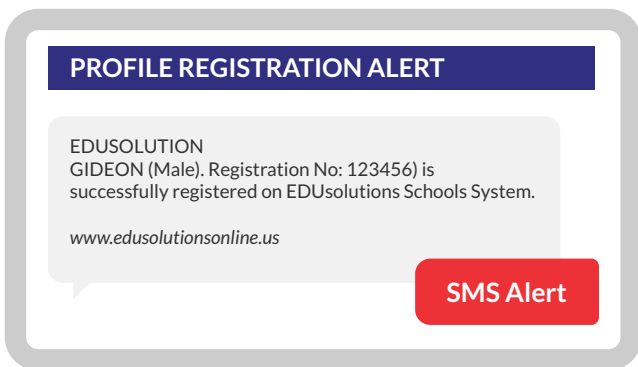 PROFILE REGISTRATION ALERT
EDUSOLUTION
GIDEON (Male). Registration No: 123456) is
successfully registered on EDUsolutions Schools System.
www.edusolutionsonline.us
SMS Alert